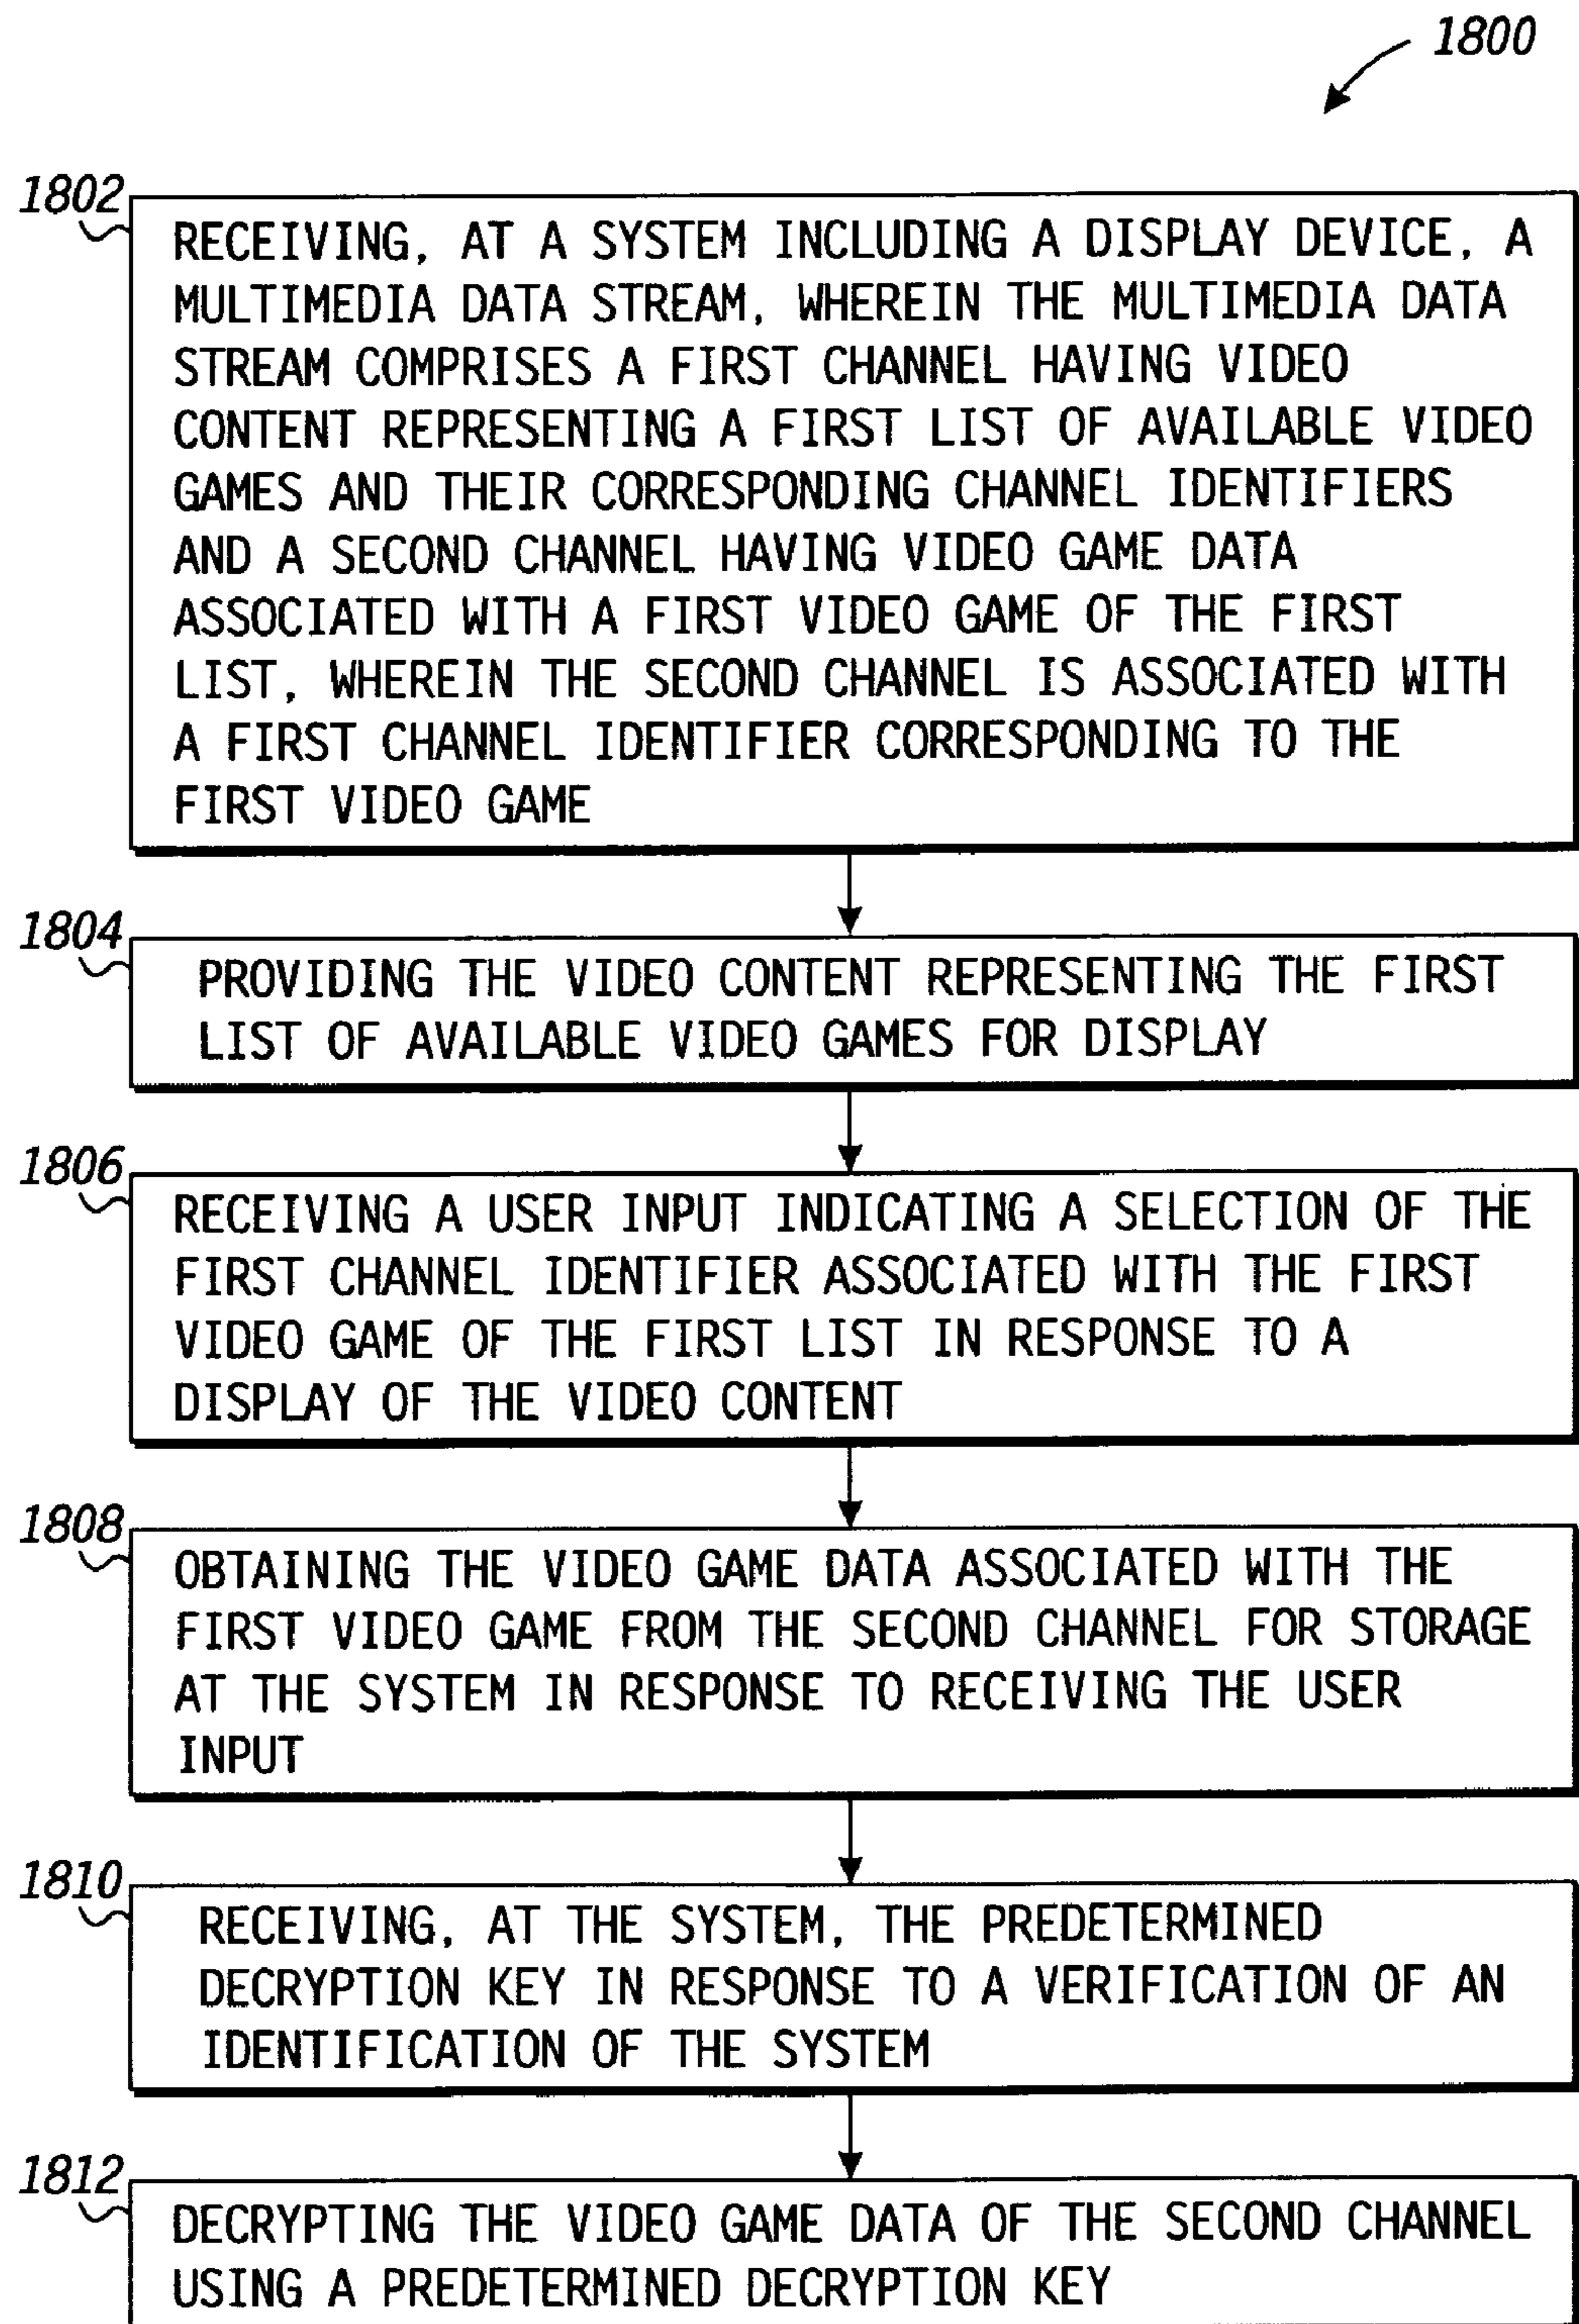 1800
1802
RECEIVING, AT A SYSTEM INCLUDING A DISPLAY DEVICE, A
MULTIMEDIA DATA STREAM, WHEREIN THE MULTIMEDIA DATA
STREAM COMPRISES A FIRST CHANNEL HAVING VIDEO
CONTENT REPRESENTING A FIRST LIST OF AVAILABLE VIDEO
GAMES AND THEIR CORRESPONDING CHANNEL IDENTIFIERS
AND A SECOND CHANNEL HAVING VIDEO GAME DATA
ASSOCIATED WITH A FIRST VIDEO GAME OF THE FIRST
LIST, WHEREIN THE SECOND CHANNEL IS ASSOCIATED WITH
A FIRST CHANNEL IDENTIFIER CORRESPONDING TO THE
FIRST VIDEO GAME
1804
PROVIDING THE VIDEO CONTENT REPRESENTING THE FIRST
LIST OF AVAILABLE VIDEO GAMES FOR DISPLAY
1806
RECEIVING A USER INPUT INDICATING A SELECTION OF THE
FIRST CHANNEL IDENTIFIER ASSOCIATED WITH THE FIRST
VIDEO GAME OF THE FIRST LIST IN RESPONSE TO A
DISPLAY OF THE VIDEO CONTENT
1808
OBTAINING THE VIDEO GAME DATA ASSOCIATED WITH THE
FIRST VIDEO GAME FROM THE SECOND CHANNEL FOR STORAGE
AT THE SYSTEM IN RESPONSE TO RECEIVING THE USER
INPUT
1810
RECEIVING, AT THE SYSTEM, THE PREDETERMINED
DECRYPTION KEY IN RESPONSE TO A VERIFICATION OF AN
IDENTIFICATION OF THE SYSTEM
1812
DECRYPTING THE VIDEO GAME DATA OF THE SECOND CHANNEL
USING A PREDETERMINED DECRYPTION KEY